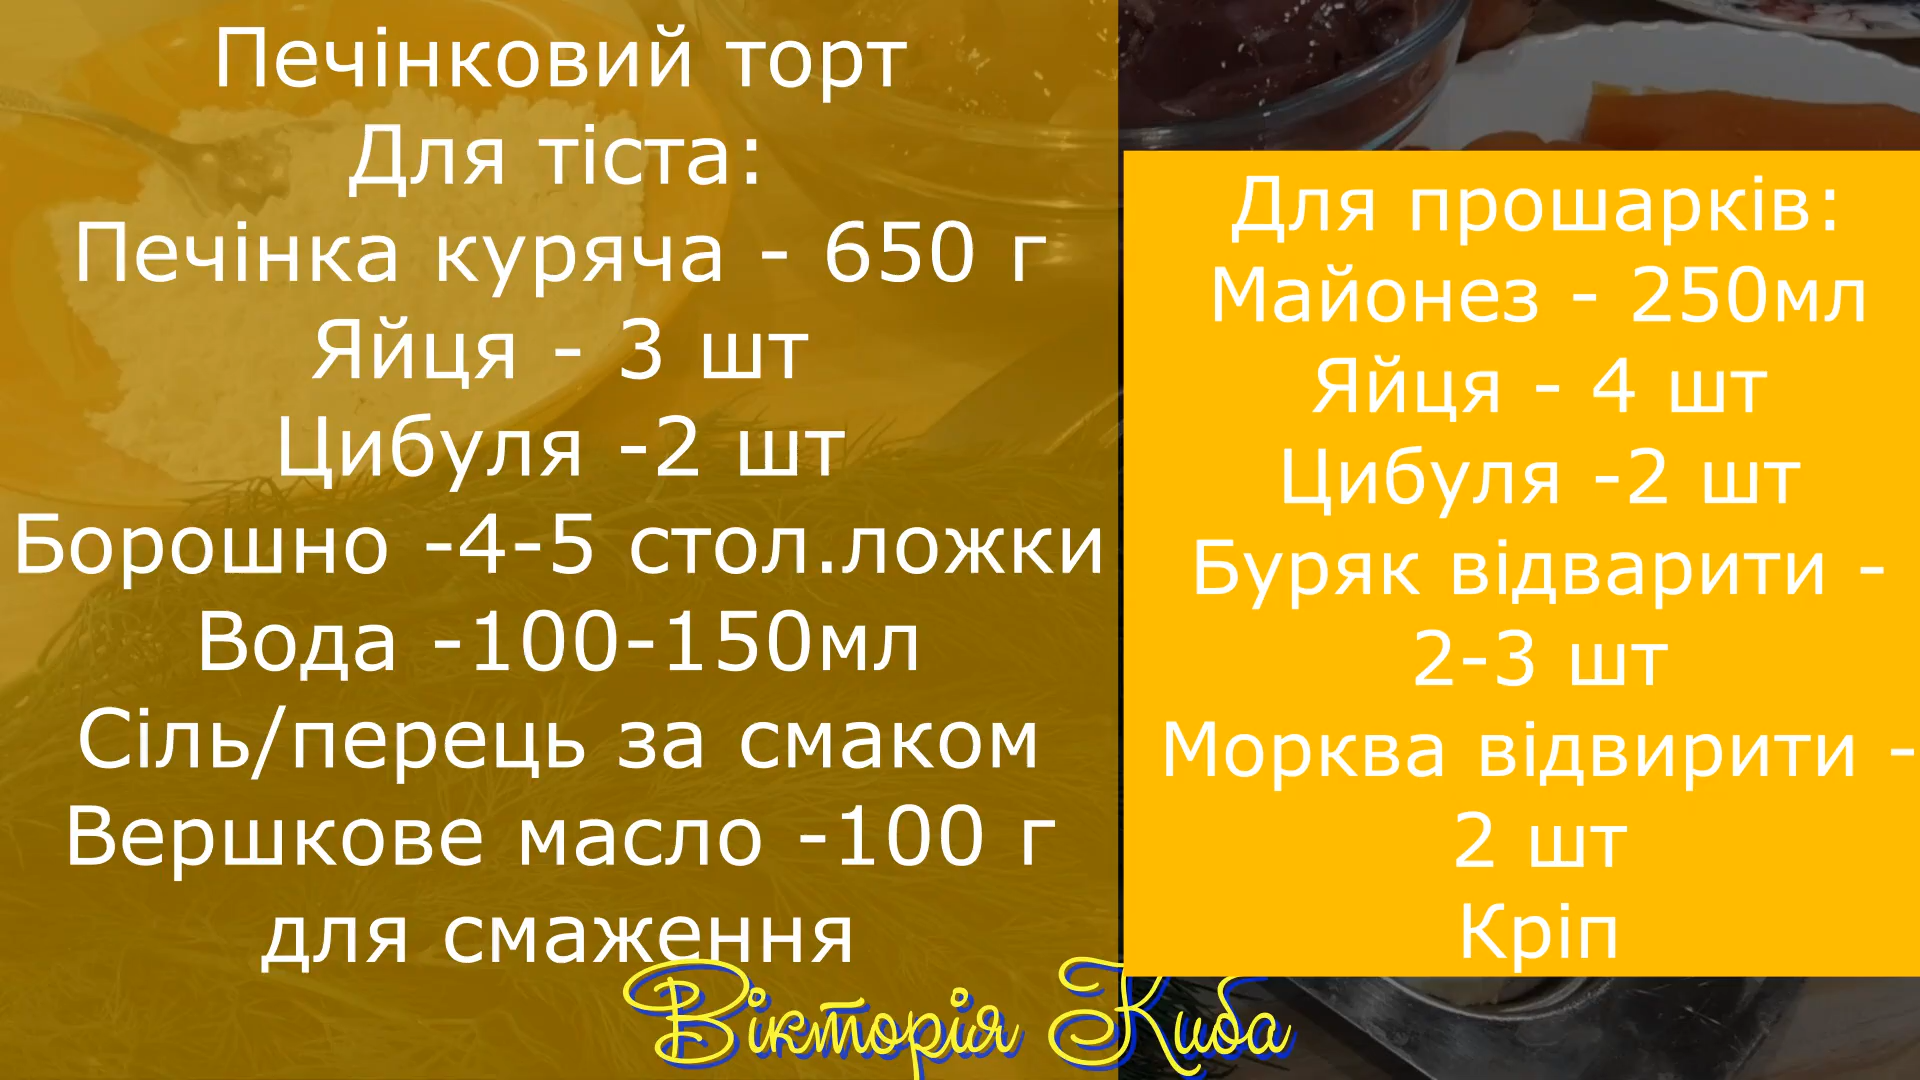 Печінковий торт
Для тіста:
Печінка куряча - 650 г
Яйця - 3 шт
Цибуля -2 шт
Борошно -4-5 стол.ложки
Вода -100-150мл
Сіль/перець за смаком
Вершкове масло -100 г
для смаження
Для прошарків:
Майонез - 250мл
Яйця - 4 шт
Цибуля -2 шт
Буряк відварити -
2-3 шт
Морква відвирити -
2 шт
Кріп
Вікторія Киба